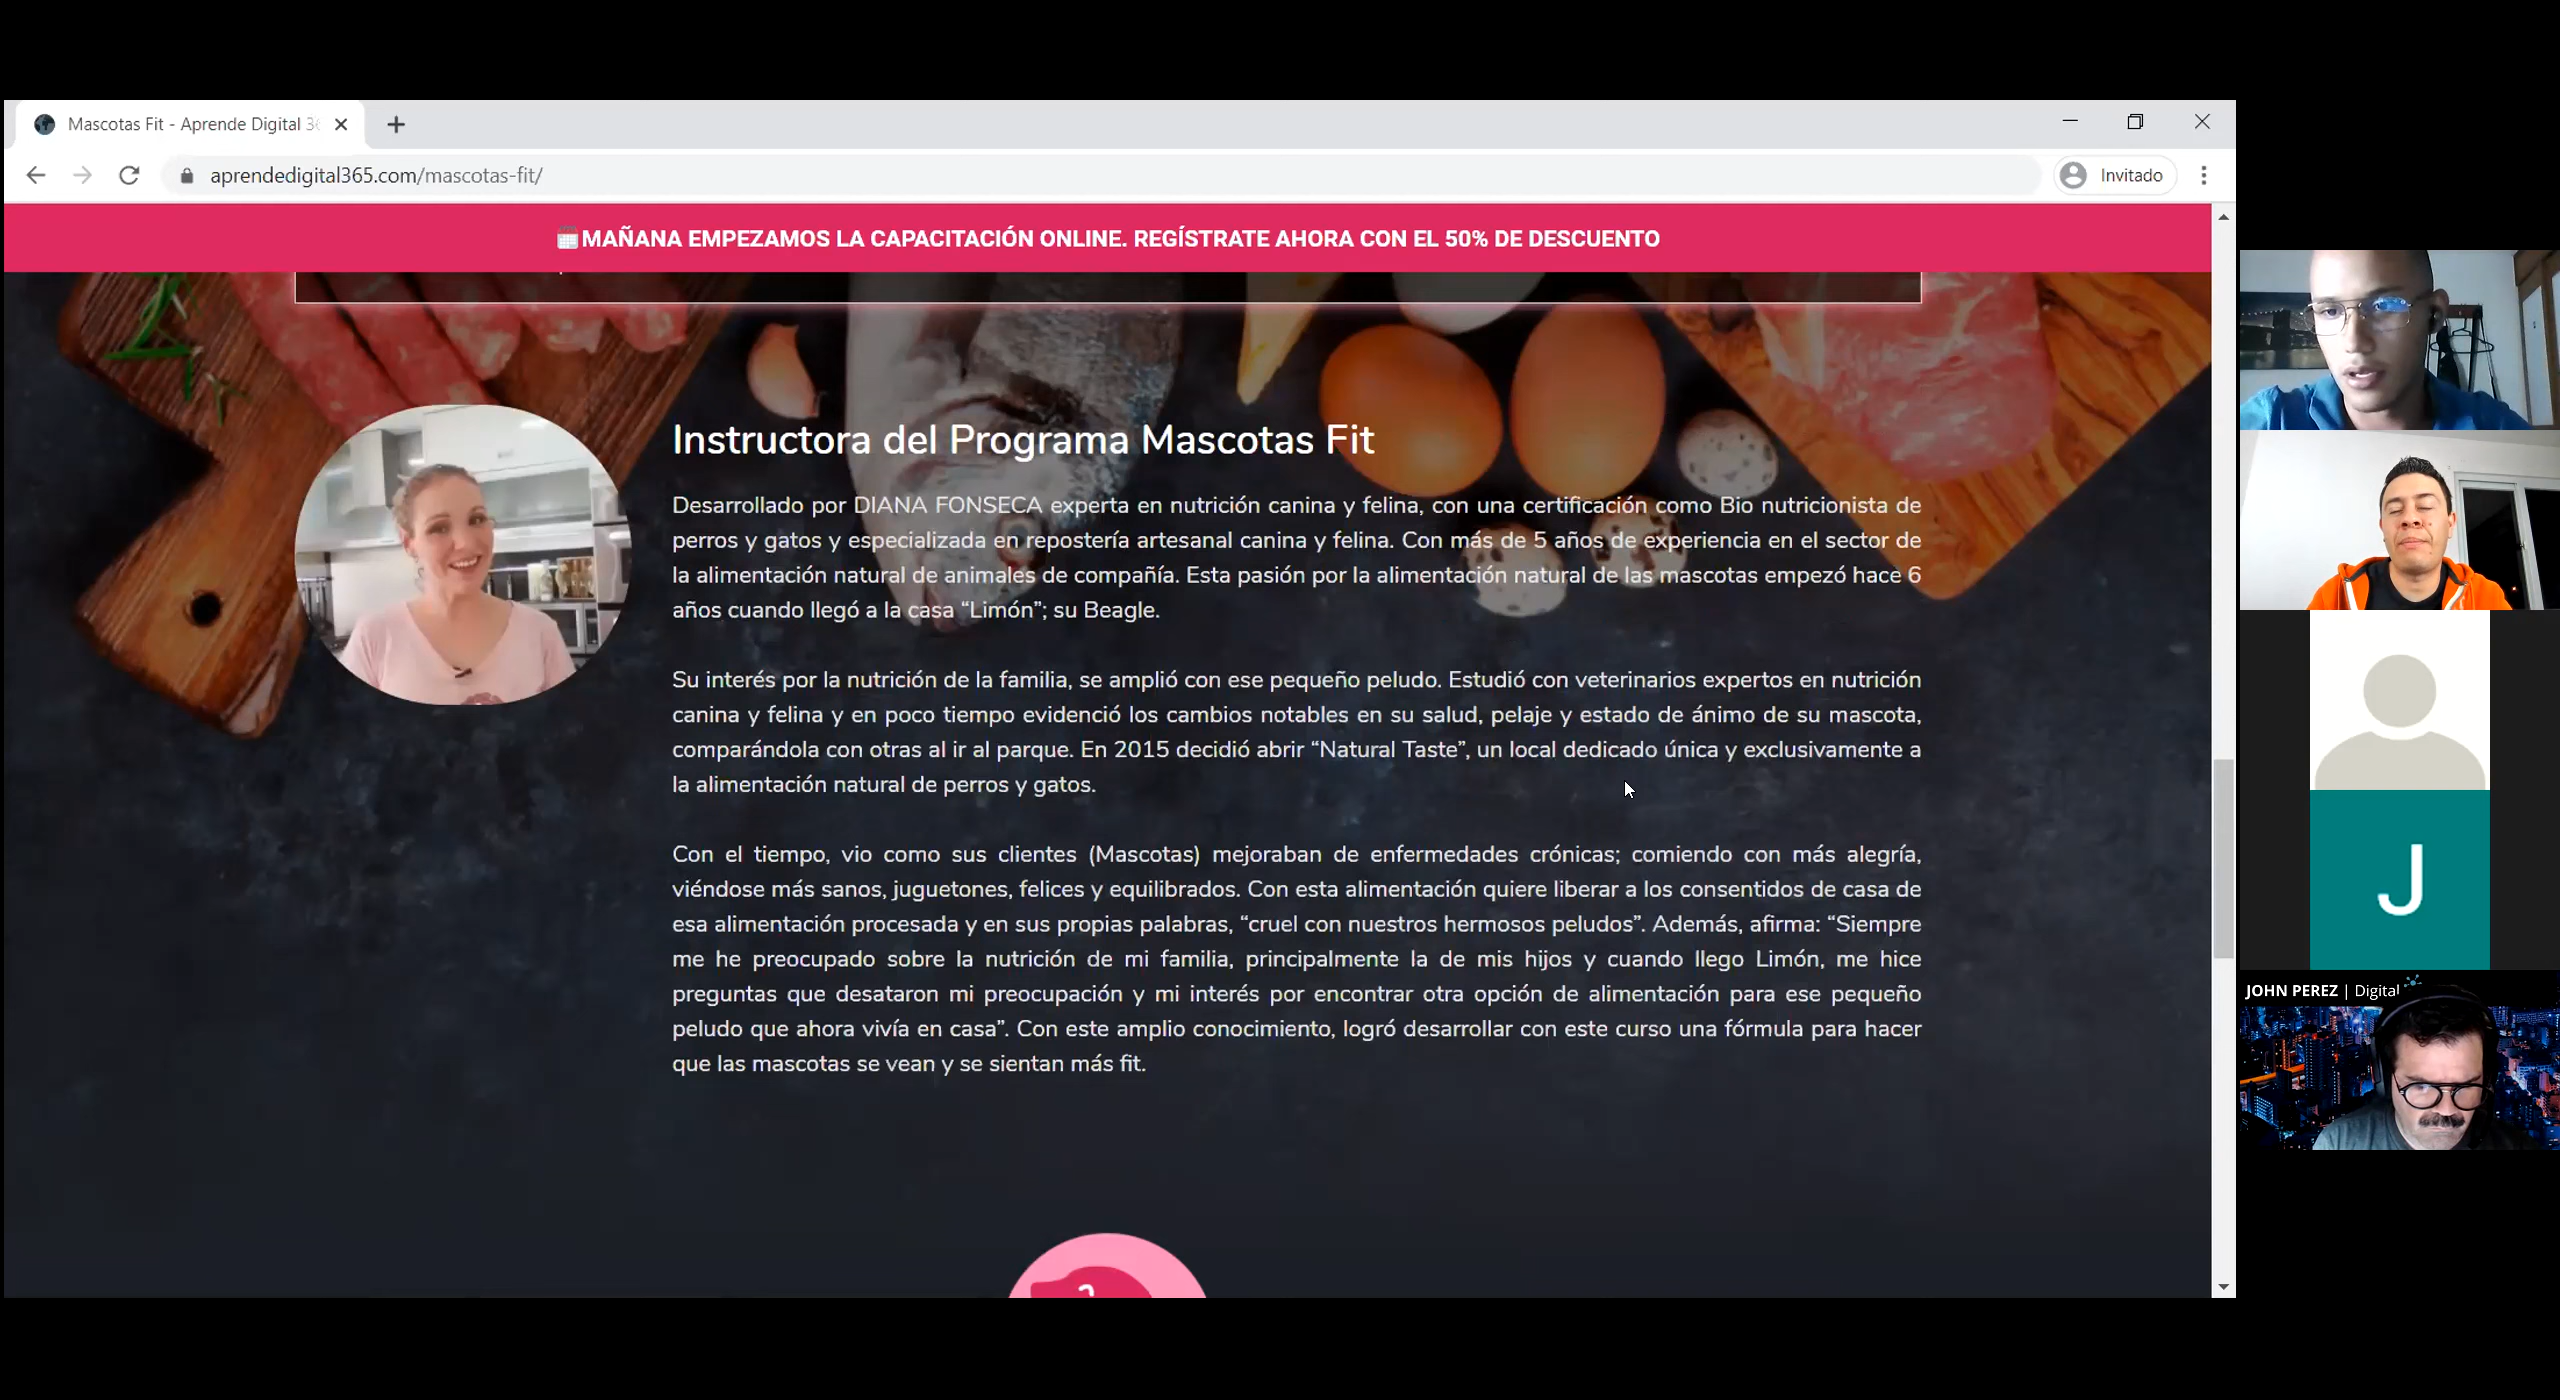 Mascotas Fit - Aprende Digital 36
aprendedigital365.com/mascotas-fit/
Invitado
MAÑANA EMPEZAMOS LA CAPACITACIÓN ONLINE. REGÍSTRATE AHORA CON EL 50% DE DESCUENTO
Instructora del Programa Mascotas Fit
Desarrollado por DIANA FONSECA experta en nutrición canina y felina, con una certificación como Bio nutricionista de
perros y gatos y especializada en repostería artesanal canina y felina. Con más de 5 años de experiencia en el sector de
la alimentación natural de animales de compañía. Esta pasión por la alimentación natural de las mascotas empezó hace 6
años cuando llegó a la casa “Limón”; su Beagle.
Su interés por la nutrición de la familia, se amplió con ese pequeño peludo. Estudió con veterinarios expertos en nutrición
canina y felina y en poco tiempo evidenció los cambios notables en su salud, pelaje y estado de ánimo de su mascota,
comparándola con otras al ir al parque. En 2015 decidió abrir “Natural Taste”, un local dedicado única y exclusivamente a
la alimentación natural de perros y gatos.
Con el tiempo, vio como sus clientes (Mascotas) mejoraban de enfermedades crónicas; comiendo con más alegría,
viéndose más sanos, juguetones, felices y equilibrados. Con esta alimentación quiere liberar a los consentidos de casa de
esa alimentación procesada y en sus propias palabras, “cruel con nuestros hermosos peludos”. Además, afirma: “Siempre
me he preocupado sobre la nutrición de mi familia, principalmente la de mis hijos y cuando llego Limón, me hice
preguntas que desataron mi preocupación y mi interés por encontrar otra opción de alimentación para ese pequeño
peludo que ahora vivía en casa”. Con este amplio conocimiento, logró desarrollar con este curso una fórmula para hacer
que las mascotas se vean y se sientan más fit.
J
JOHN PEREZ | Digital